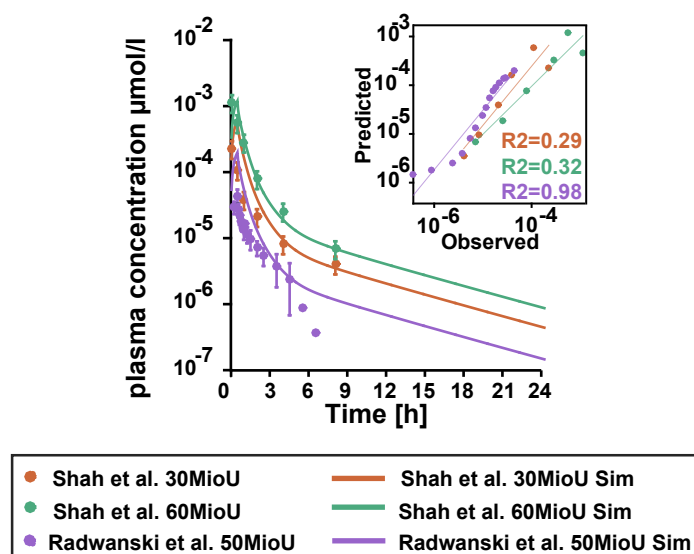 plasma concentration µmol/l
10-2
10-3
10-4
10-5
10-6
10-7
0 3 6 9 12 15 18 21 24
Time [h]
Predicted
10-3
10-4
10-5
10-6
R2=0.29
R2=0.32
R2=0.98
10-6 10-4
Observed
Shah et al. 30MioU Shah et al. 30MioU Sim
Shah et al. 60MioU Shah et al. 60MioU Sim
Radwanski et al. 50MioU Radwanski et al. 50MioU Sim